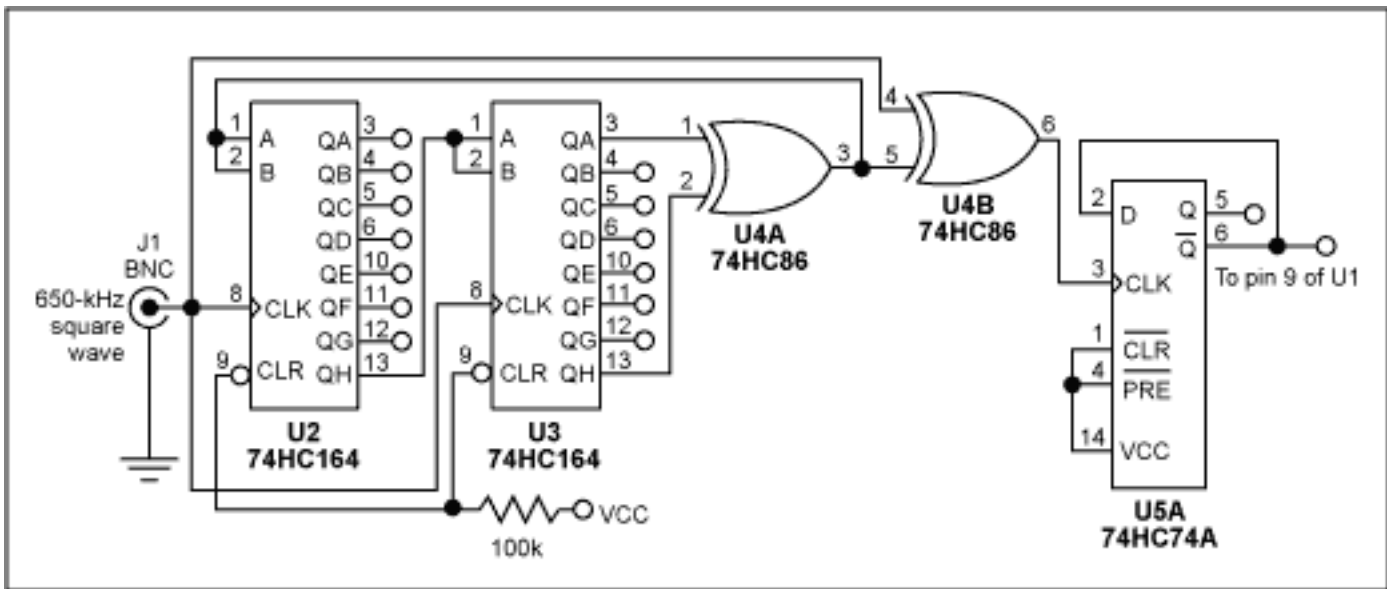 J1
BNC
650-kHz
square
wave
1
A
2
B
8
CLK
9
CLR
QA
3
QB
4
QC
5
QD
6
QE
10
QF
11
QG
12
QH
13
U2
74HC164
1
A
2
B
8
CLK
9
CLR
QA
3
QB
4
QC
5
QD
6
QE
10
QF
11
QG
12
QH
13
U3
74HC164
100k
VCC
1
2
3
U4A
74HC86
4
5
6
U4B
74HC86
2
D
Q
5
Q
6
3
CLK
1
CLR
4
PRE
14
VCC
To pin 9 of U1
U5A
74HC74A